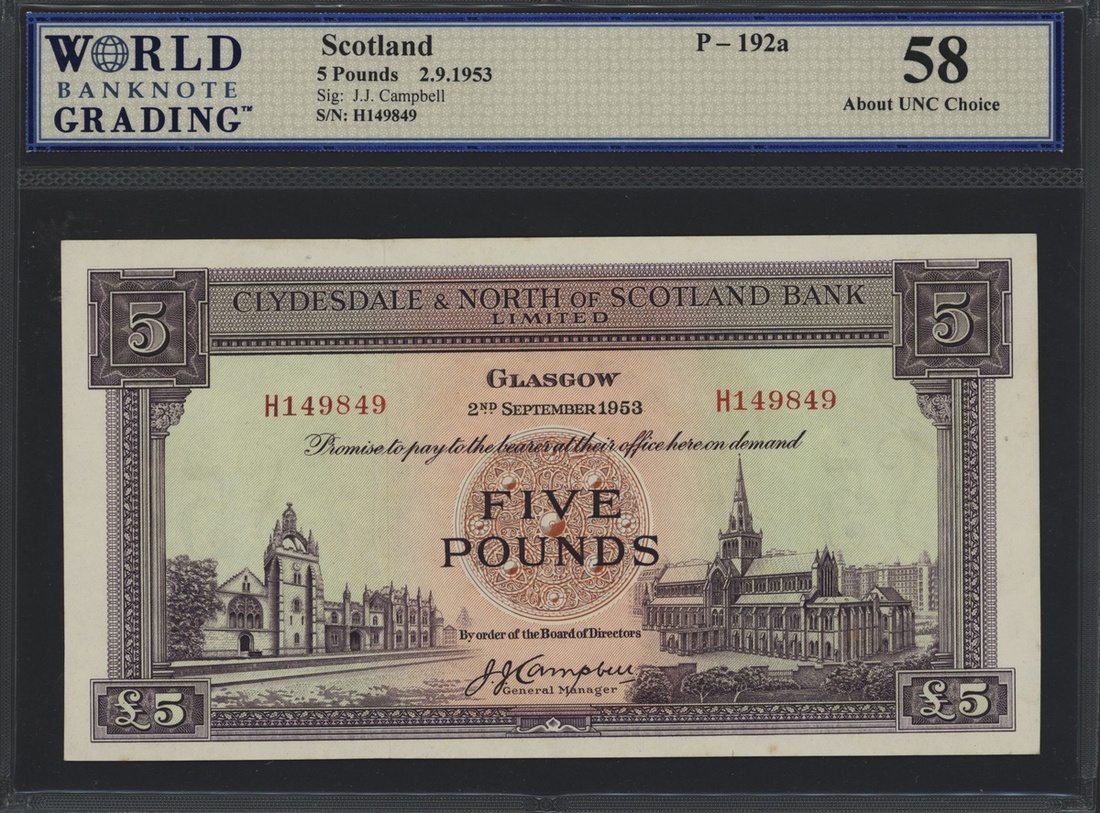 WORLD
BANKNOTE
GRADING™
Scotland
5 Pounds 2.9.1953
Sig: J.J. Campbell
S/N: H149849
P – 192a
58
About UNC Choice
5
CLYDESDALE & NORTH OF SCOTLAND BANK
LIMITED
5
GLASGOW
2ND SEPTEMBER 1953
H149849
H149849
Promise to pay to the bearer at their office here on demand
FIVE
POUNDS
By order of the Board of Directors
J J Campbell
General Manager
£5
£5